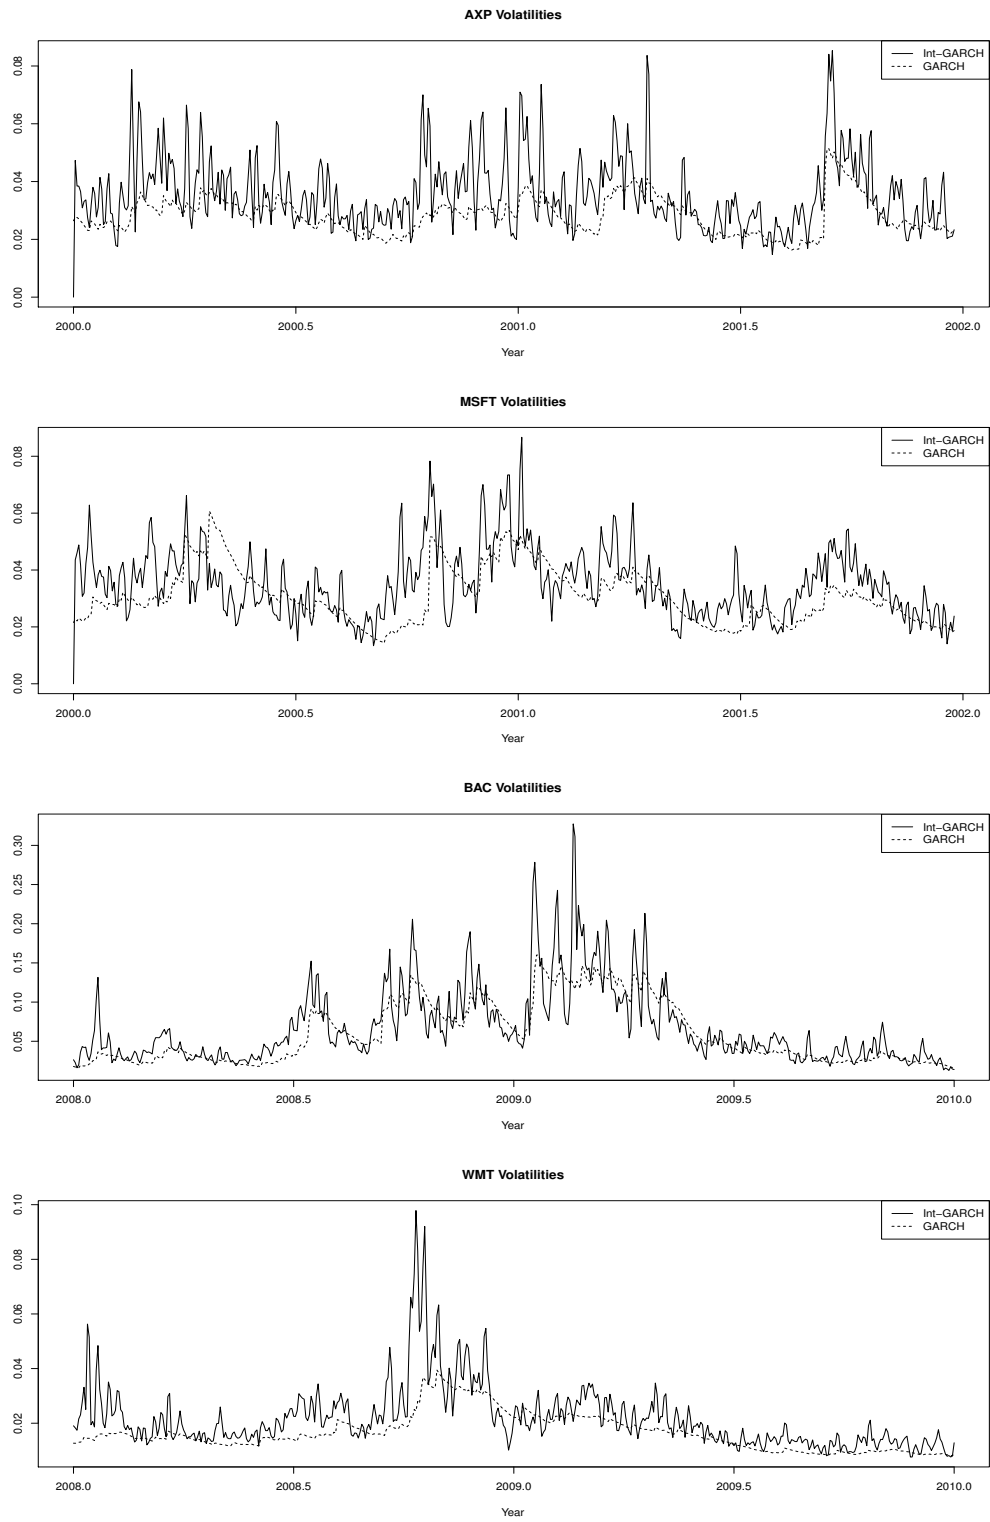 AXP Volatilities
Int−GARCH
GARCH
0.08
0.06
0.04
0.02
0.00
2000.0 2000.5 2001.0 2001.5 2002.0
Year
MSFT Volatilities
Int−GARCH
GARCH
0.08
0.06
0.04
0.02
0.00
2000.0 2000.5 2001.0 2001.5 2002.0
Year
BAC Volatilities
Int−GARCH
GARCH
0.30
0.25
0.20
0.15
0.10
0.05
2008.0 2008.5 2009.0 2009.5 2010.0
Year
WMT Volatilities
Int−GARCH
GARCH
0.10
0.08
0.06
0.04
0.02
2008.0 2008.5 2009.0 2009.5 2010.0
Year